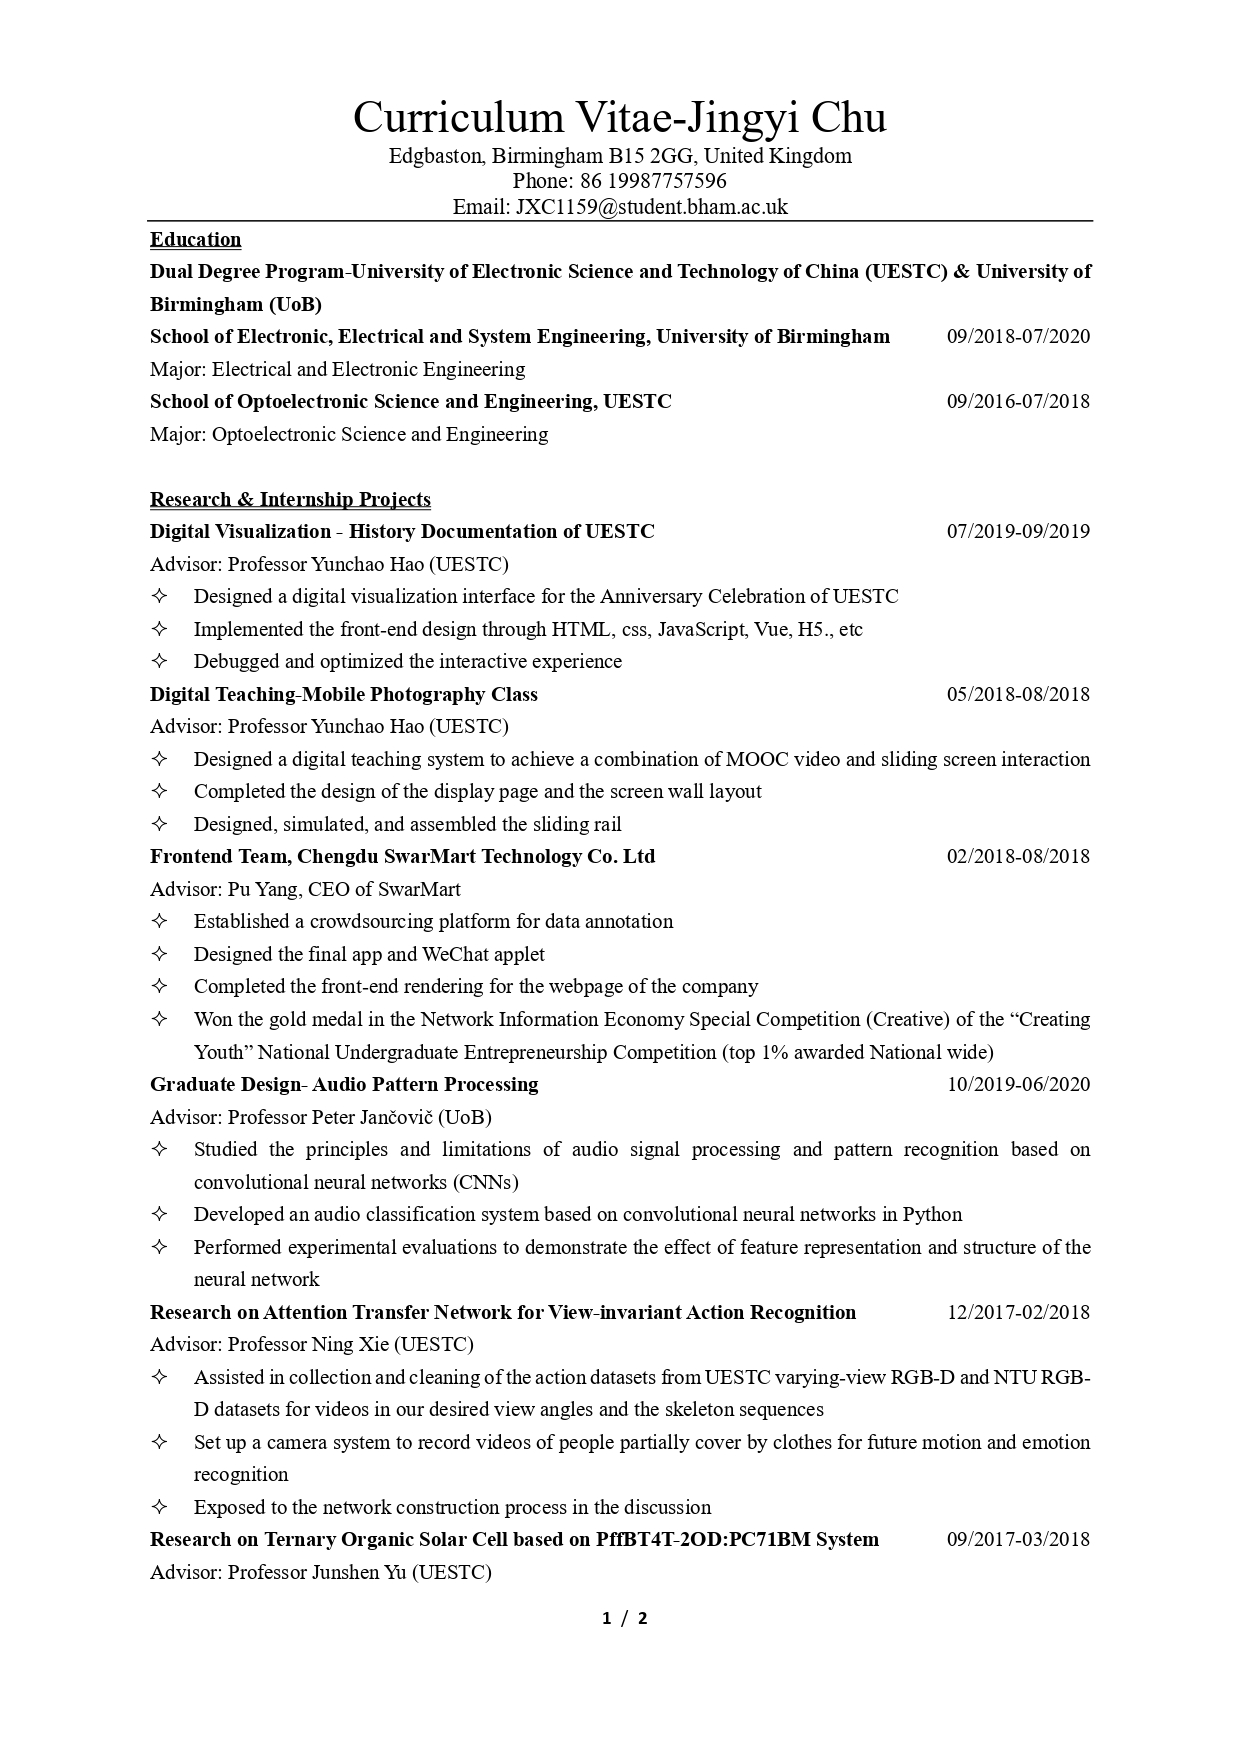 Curriculum Vitae-Jingyi Chu
Edgbaston, Birmingham B15 2GG, United Kingdom
Phone: 86 19987757596
Email: JXC1159@student.bham.ac.uk
Education
Dual Degree Program-University of Electronic Science and Technology of China (UESTC) & University of
Birmingham (UoB)
School of Electronic, Electrical and System Engineering, University of Birmingham 09/2018-07/2020
Major: Electrical and Electronic Engineering
School of Optoelectronic Science and Engineering, UESTC 09/2016-07/2018
Major: Optoelectronic Science and Engineering
Research & Internship Projects
Digital Visualization - History Documentation of UESTC 07/2019-09/2019
Advisor: Professor Yunchao Hao (UESTC)
✧ Designed a digital visualization interface for the Anniversary Celebration of UESTC
✧ Implemented the front-end design through HTML, css, JavaScript, Vue, H5., etc
✧ Debugged and optimized the interactive experience
Digital Teaching-Mobile Photography Class 05/2018-08/2018
Advisor: Professor Yunchao Hao (UESTC)
✧ Designed a digital teaching system to achieve a combination of MOOC video and sliding screen interaction
✧ Completed the design of the display page and the screen wall layout
✧ Designed, simulated, and assembled the sliding rail
Frontend Team, Chengdu SwarMart Technology Co. Ltd 02/2018-08/2018
Advisor: Pu Yang, CEO of SwarMart
✧ Established a crowdsourcing platform for data annotation
✧ Designed the final app and WeChat applet
✧ Completed the front-end rendering for the webpage of the company
✧ Won the gold medal in the Network Information Economy Special Competition (Creative) of the “Creating
Youth” National Undergraduate Entrepreneurship Competition (top 1% awarded National wide)
Graduate Design- Audio Pattern Processing 10/2019-06/2020
Advisor: Professor Peter Jančovič (UoB)
✧ Studied the principles and limitations of audio signal processing and pattern recognition based on
convolutional neural networks (CNNs)
✧ Developed an audio classification system based on convolutional neural networks in Python
✧ Performed experimental evaluations to demonstrate the effect of feature representation and structure of the
neural network
Research on Attention Transfer Network for View-invariant Action Recognition 12/2017-02/2018
Advisor: Professor Ning Xie (UESTC)
✧ Assisted in collection and cleaning of the action datasets from UESTC varying-view RGB-D and NTU RGB-
D datasets for videos in our desired view angles and the skeleton sequences
✧ Set up a camera system to record videos of people partially cover by clothes for future motion and emotion
recognition
✧ Exposed to the network construction process in the discussion
Research on Ternary Organic Solar Cell based on PffBT4T-2OD:PC71BM System 09/2017-03/2018
Advisor: Professor Junshen Yu (UESTC)
1 / 2